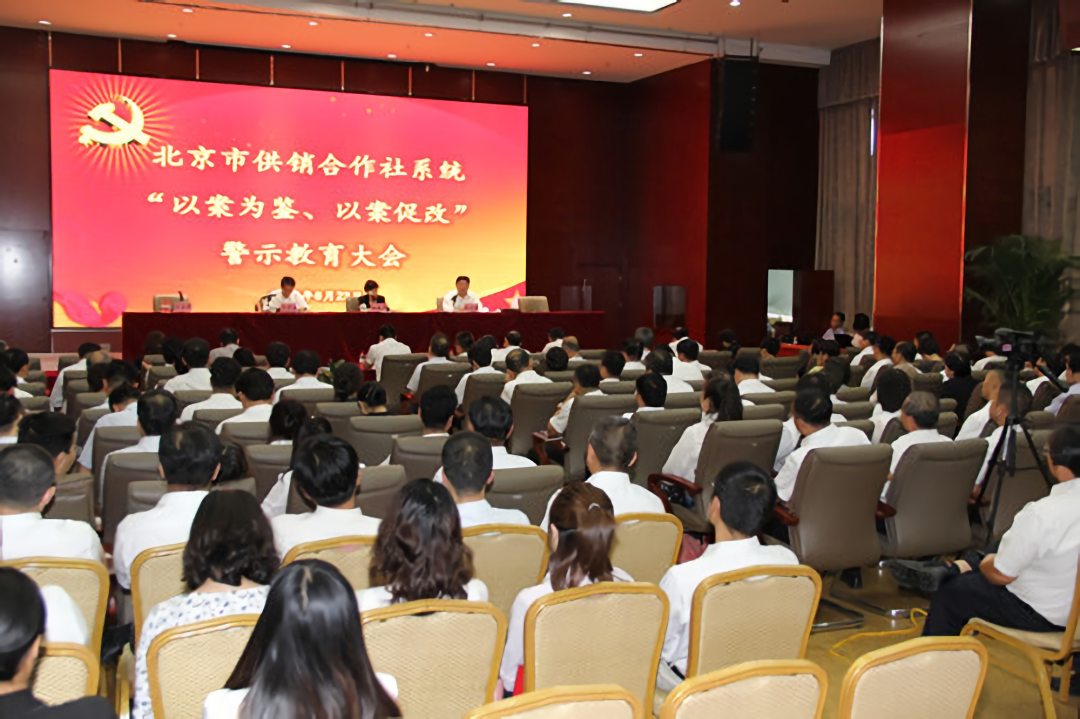 北京市供销合作社系统
“以案为鉴、以案促改”
警示教育大会